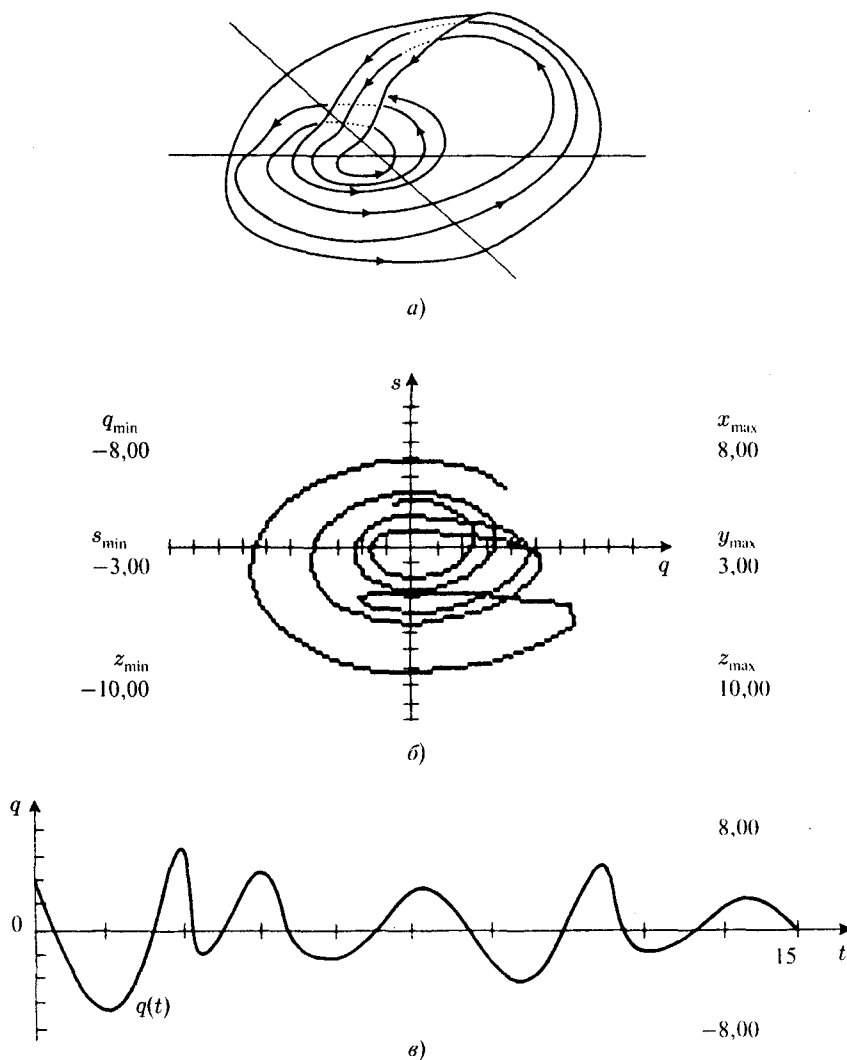 а)
s
q_min
−8,00
x_max
8,00
s_min
−3,00
q
y_max
3,00
z_min
−10,00
z_max
10,00
б)
q
8,00
0
15
t
q(t)
−8,00
в)